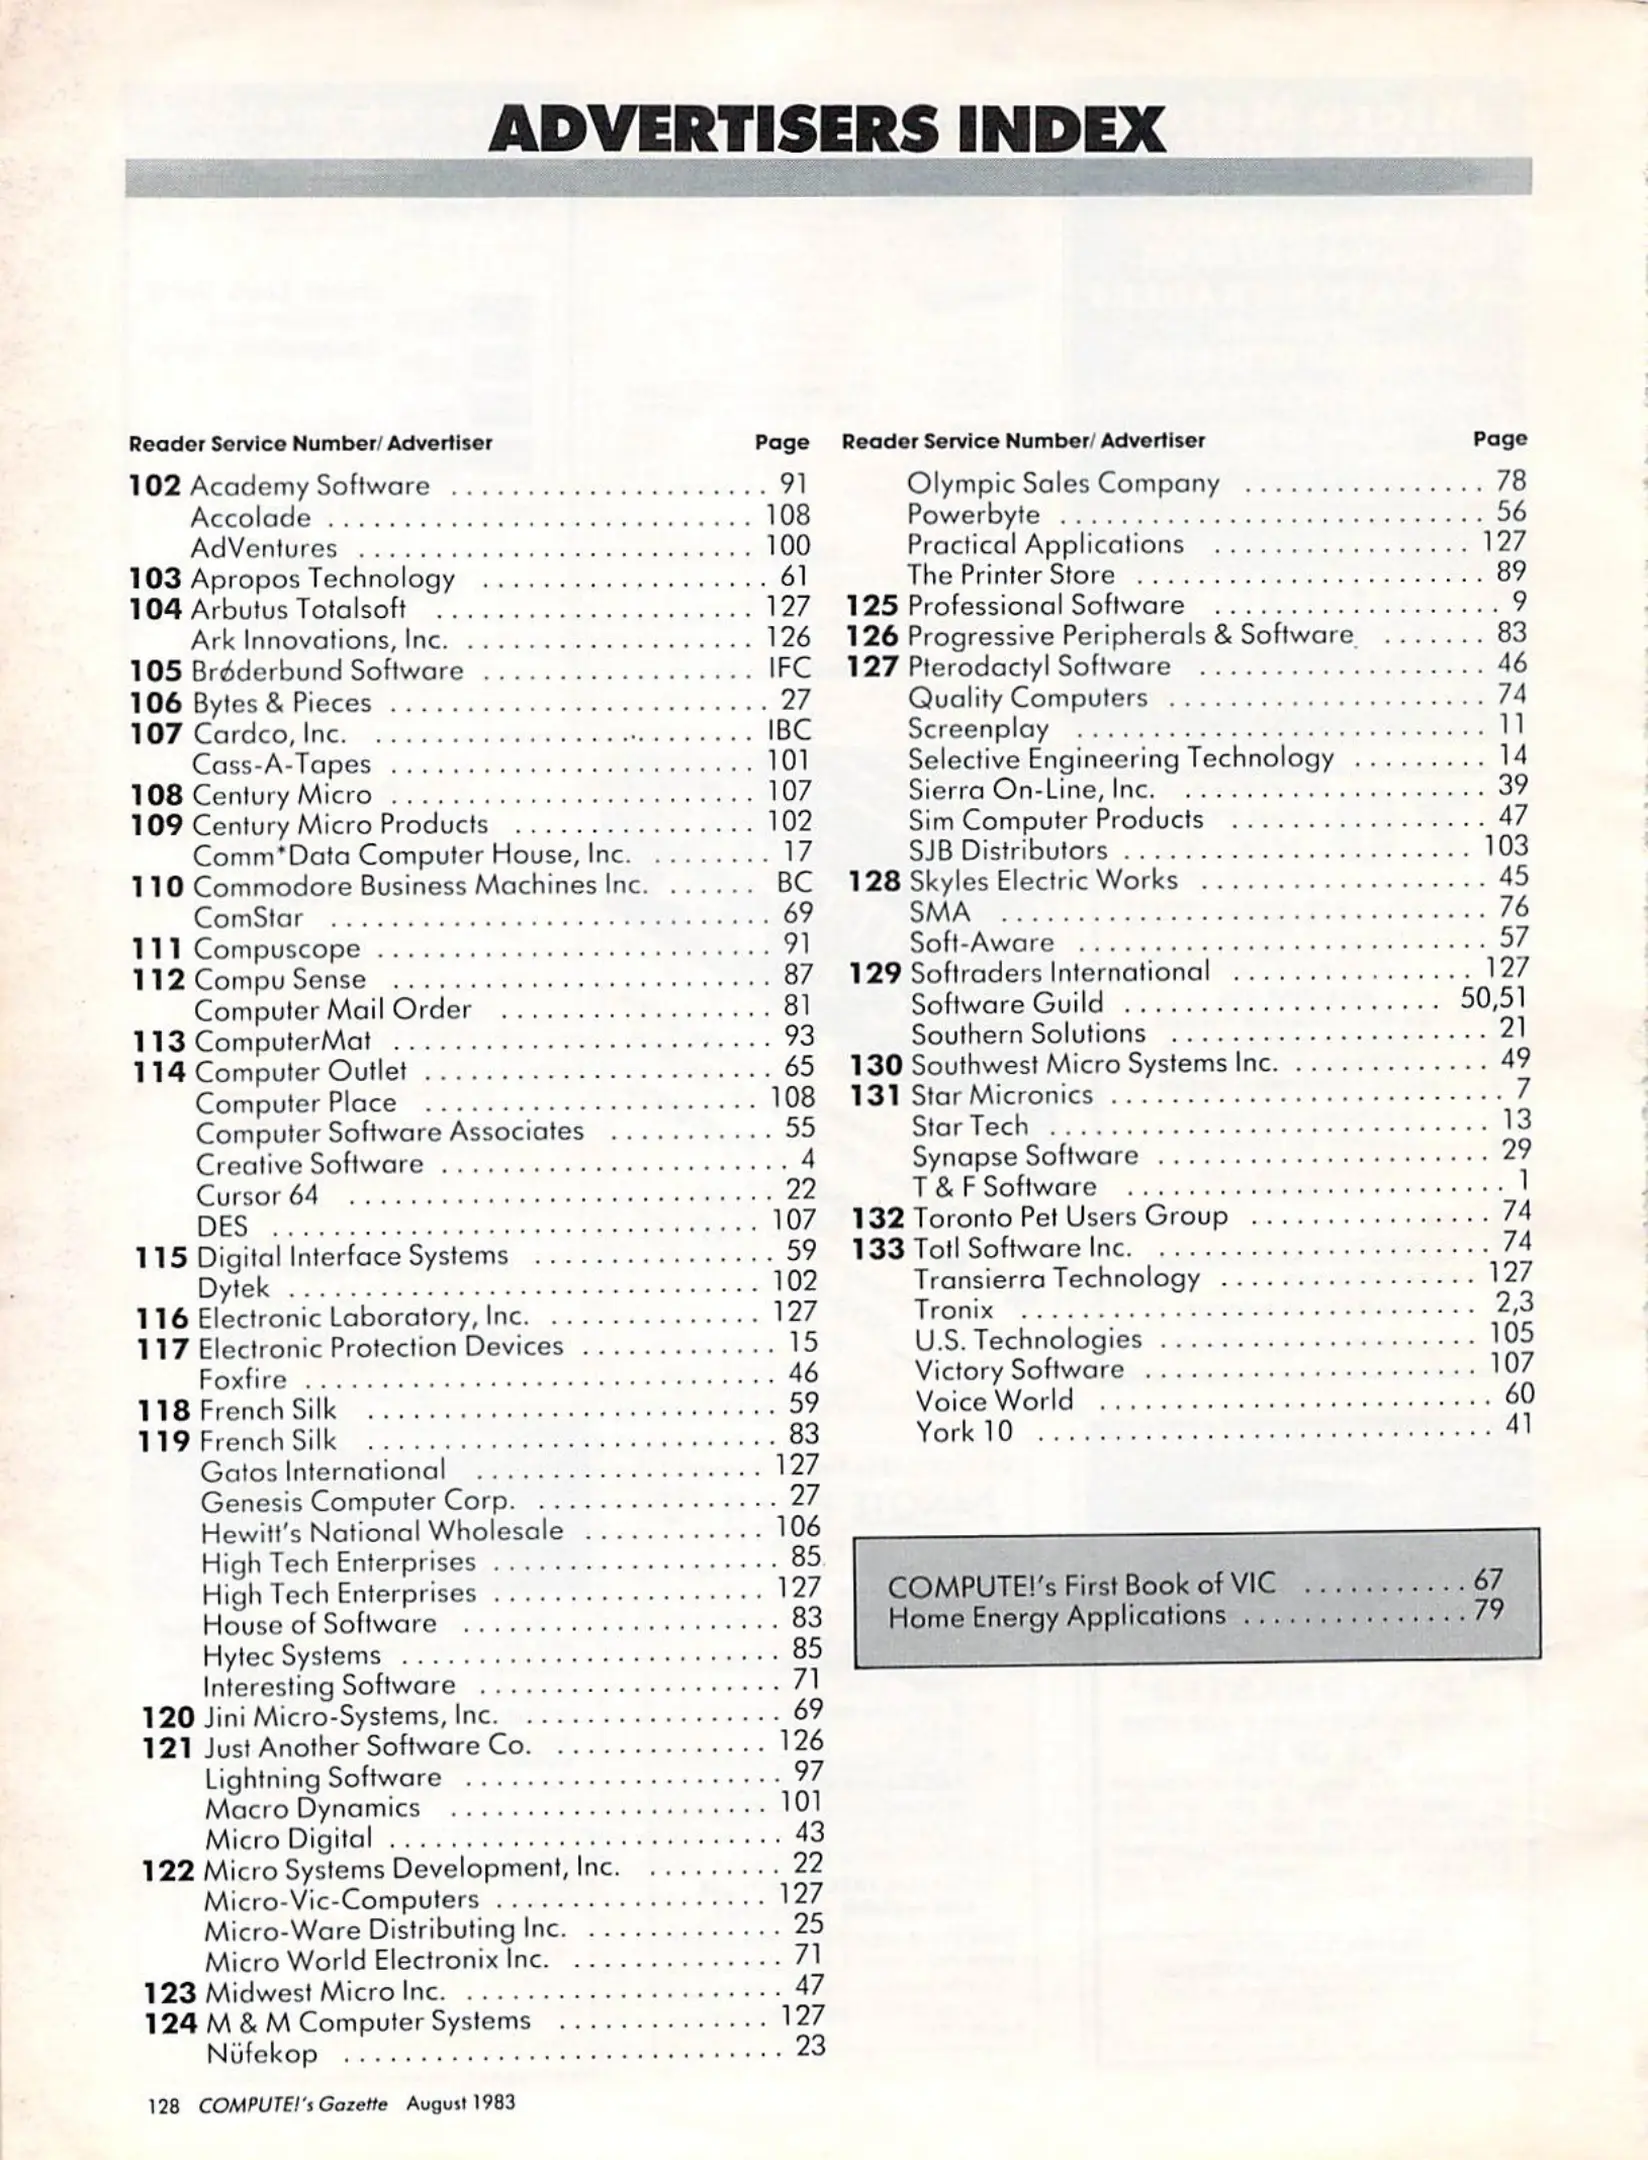 ADVERTISERS INDEX
Reader Service Number/Advertiser Page
102 Academy Software ..................... 91
Accolade ............................ 108
AdVentures .......................... 100
103 Apropos Technology ................... 61
104 Arbutus Totalsoft ..................... 127
Ark Innovations, Inc. ................... 126
105 Brøderbund Software .................. IFC
106 Bytes & Pieces ......................... 27
107 Cardco, Inc. ......................... IBC
Cass-A-Tapes ........................ 101
108 Century Micro ........................ 107
109 Century Micro Products ................ 102
Comm*Data Computer House, Inc. ........ 17
110 Commodore Business Machines Inc. ...... BC
ComStar ............................. 69
111 Compuscope .......................... 91
112 Compu Sense ......................... 87
Computer Mail Order .................. 81
113 ComputerMat ......................... 93
114 Computer Outlet ....................... 65
Computer Place ...................... 108
Computer Software Associates ........... 55
Creative Software ....................... 4
Cursor 64 ............................ 22
DES ................................ 107
115 Digital Interface Systems ................ 59
Dytek ............................... 102
116 Electronic Laboratory, Inc. .............. 127
117 Electronic Protection Devices ............. 15
Foxfire ............................... 46
118 French Silk ........................... 59
119 French Silk ........................... 83
Gatos International ................... 127
Genesis Computer Corp. ................ 27
Hewitt's National Wholesale ............ 106
High Tech Enterprises ................... 85
High Tech Enterprises .................. 127
House of Software ..................... 83
Hytec Systems ......................... 85
Interesting Software .................... 71
120 Jini Micro-Systems, Inc. ................. 69
121 Just Another Software Co. .............. 126
Lightning Software ..................... 97
Macro Dynamics ..................... 101
Micro Digital .......................... 43
122 Micro Systems Development, Inc. ......... 22
Micro-Vic-Computers .................. 127
Micro-Ware Distributing Inc. ............. 25
Micro World Electronix Inc. .............. 71
123 Midwest Micro Inc. ..................... 47
124 M & M Computer Systems .............. 127
Nüfekop ............................. 23
Reader Service Number/Advertiser Page
Olympic Sales Company ................ 78
Powerbyte ............................ 56
Practical Applications ................. 127
The Printer Store ....................... 89
125 Professional Software ................... 9
126 Progressive Peripherals & Software ....... 83
127 Pterodactyl Software ................... 46
Quality Computers ..................... 74
Screenplay ........................... 11
Selective Engineering Technology ......... 14
Sierra On-Line, Inc. .................... 39
Sim Computer Products ................. 47
SJB Distributors ....................... 103
128 Skyles Electric Works ................... 45
SMA ................................ 76
Soft-Aware ........................... 57
129 Softraders International ................ 127
Software Guild ..................... 50,51
Southern Solutions ..................... 21
130 Southwest Micro Systems Inc. ............. 49
131 Star Micronics .......................... 7
Star Tech ............................. 13
Synapse Software ...................... 29
T & F Software ......................... 1
132 Toronto Pet Users Group ................ 74
133 Totl Software Inc. ...................... 74
Transierra Technology ................. 127
Tronix .............................. 2,3
U.S. Technologies ..................... 105
Victory Software ...................... 107
Voice World .......................... 60
York 10 .............................. 41
COMPUTE!'s First Book of VIC ........... 67
Home Energy Applications ............... 79
128 COMPUTE!'s Gazette August 1983